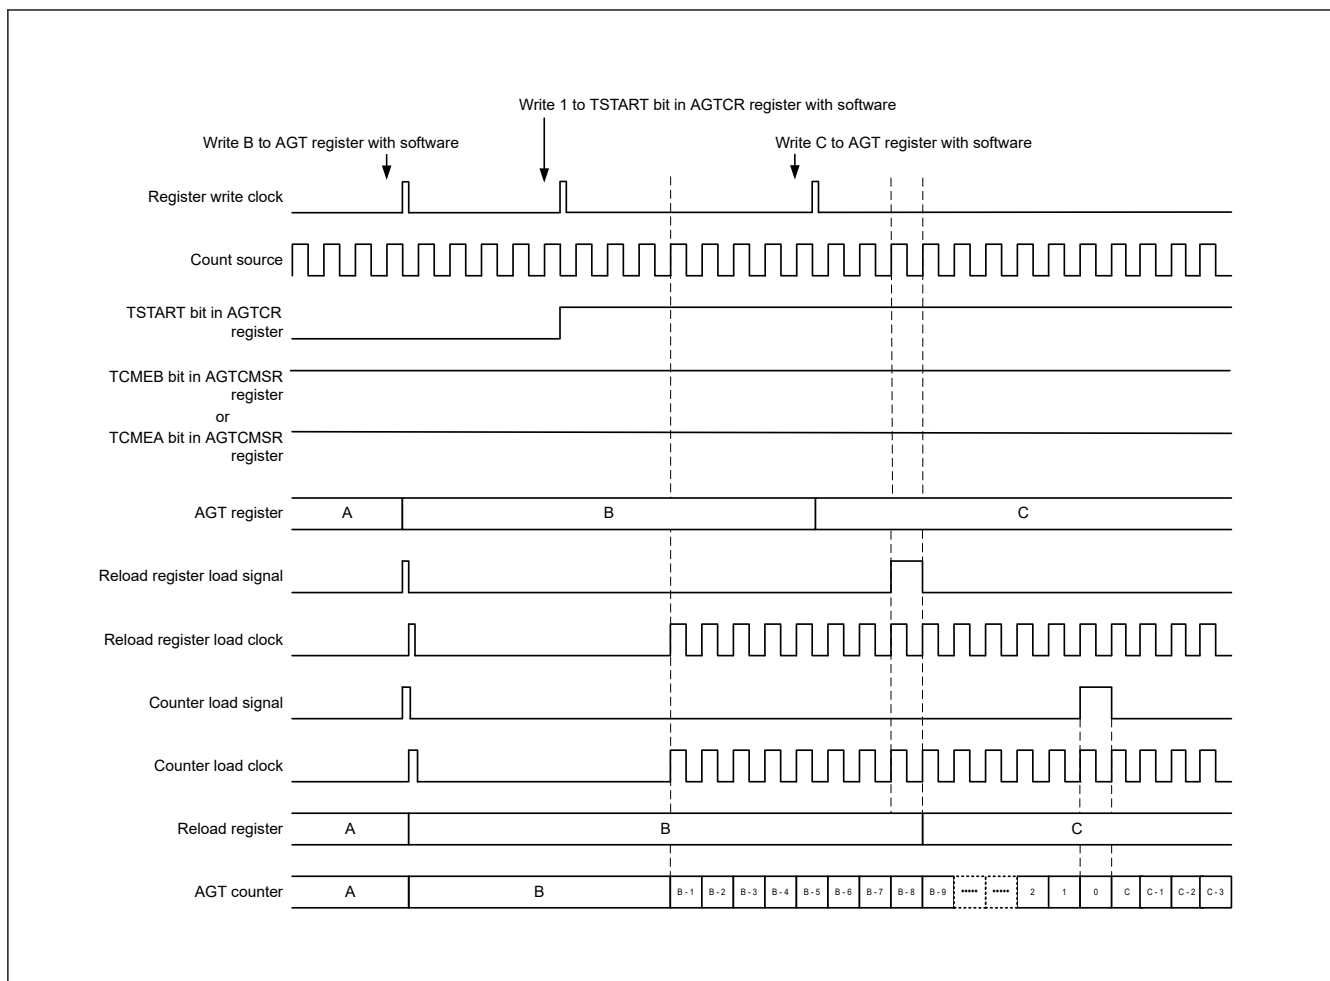 Write 1 to TSTART bit in AGTCR register with software
Write B to AGT register with software
Write C to AGT register with software
Register write clock
Count source
TSTART bit in AGTCR
register
TCMEB bit in AGTCMSR
register
or
TCMEA bit in AGTCMSR
register
AGT register
A
B
C
Reload register load signal
Reload register load clock
Counter load signal
Counter load clock
Reload register
A
B
C
AGT counter
A
B
B - 1
B - 2
B - 3
B - 4
B - 5
B - 6
B - 7
B - 8
B - 9
•••••
•••••
2
1
0
C
C - 1
C - 2
C - 3